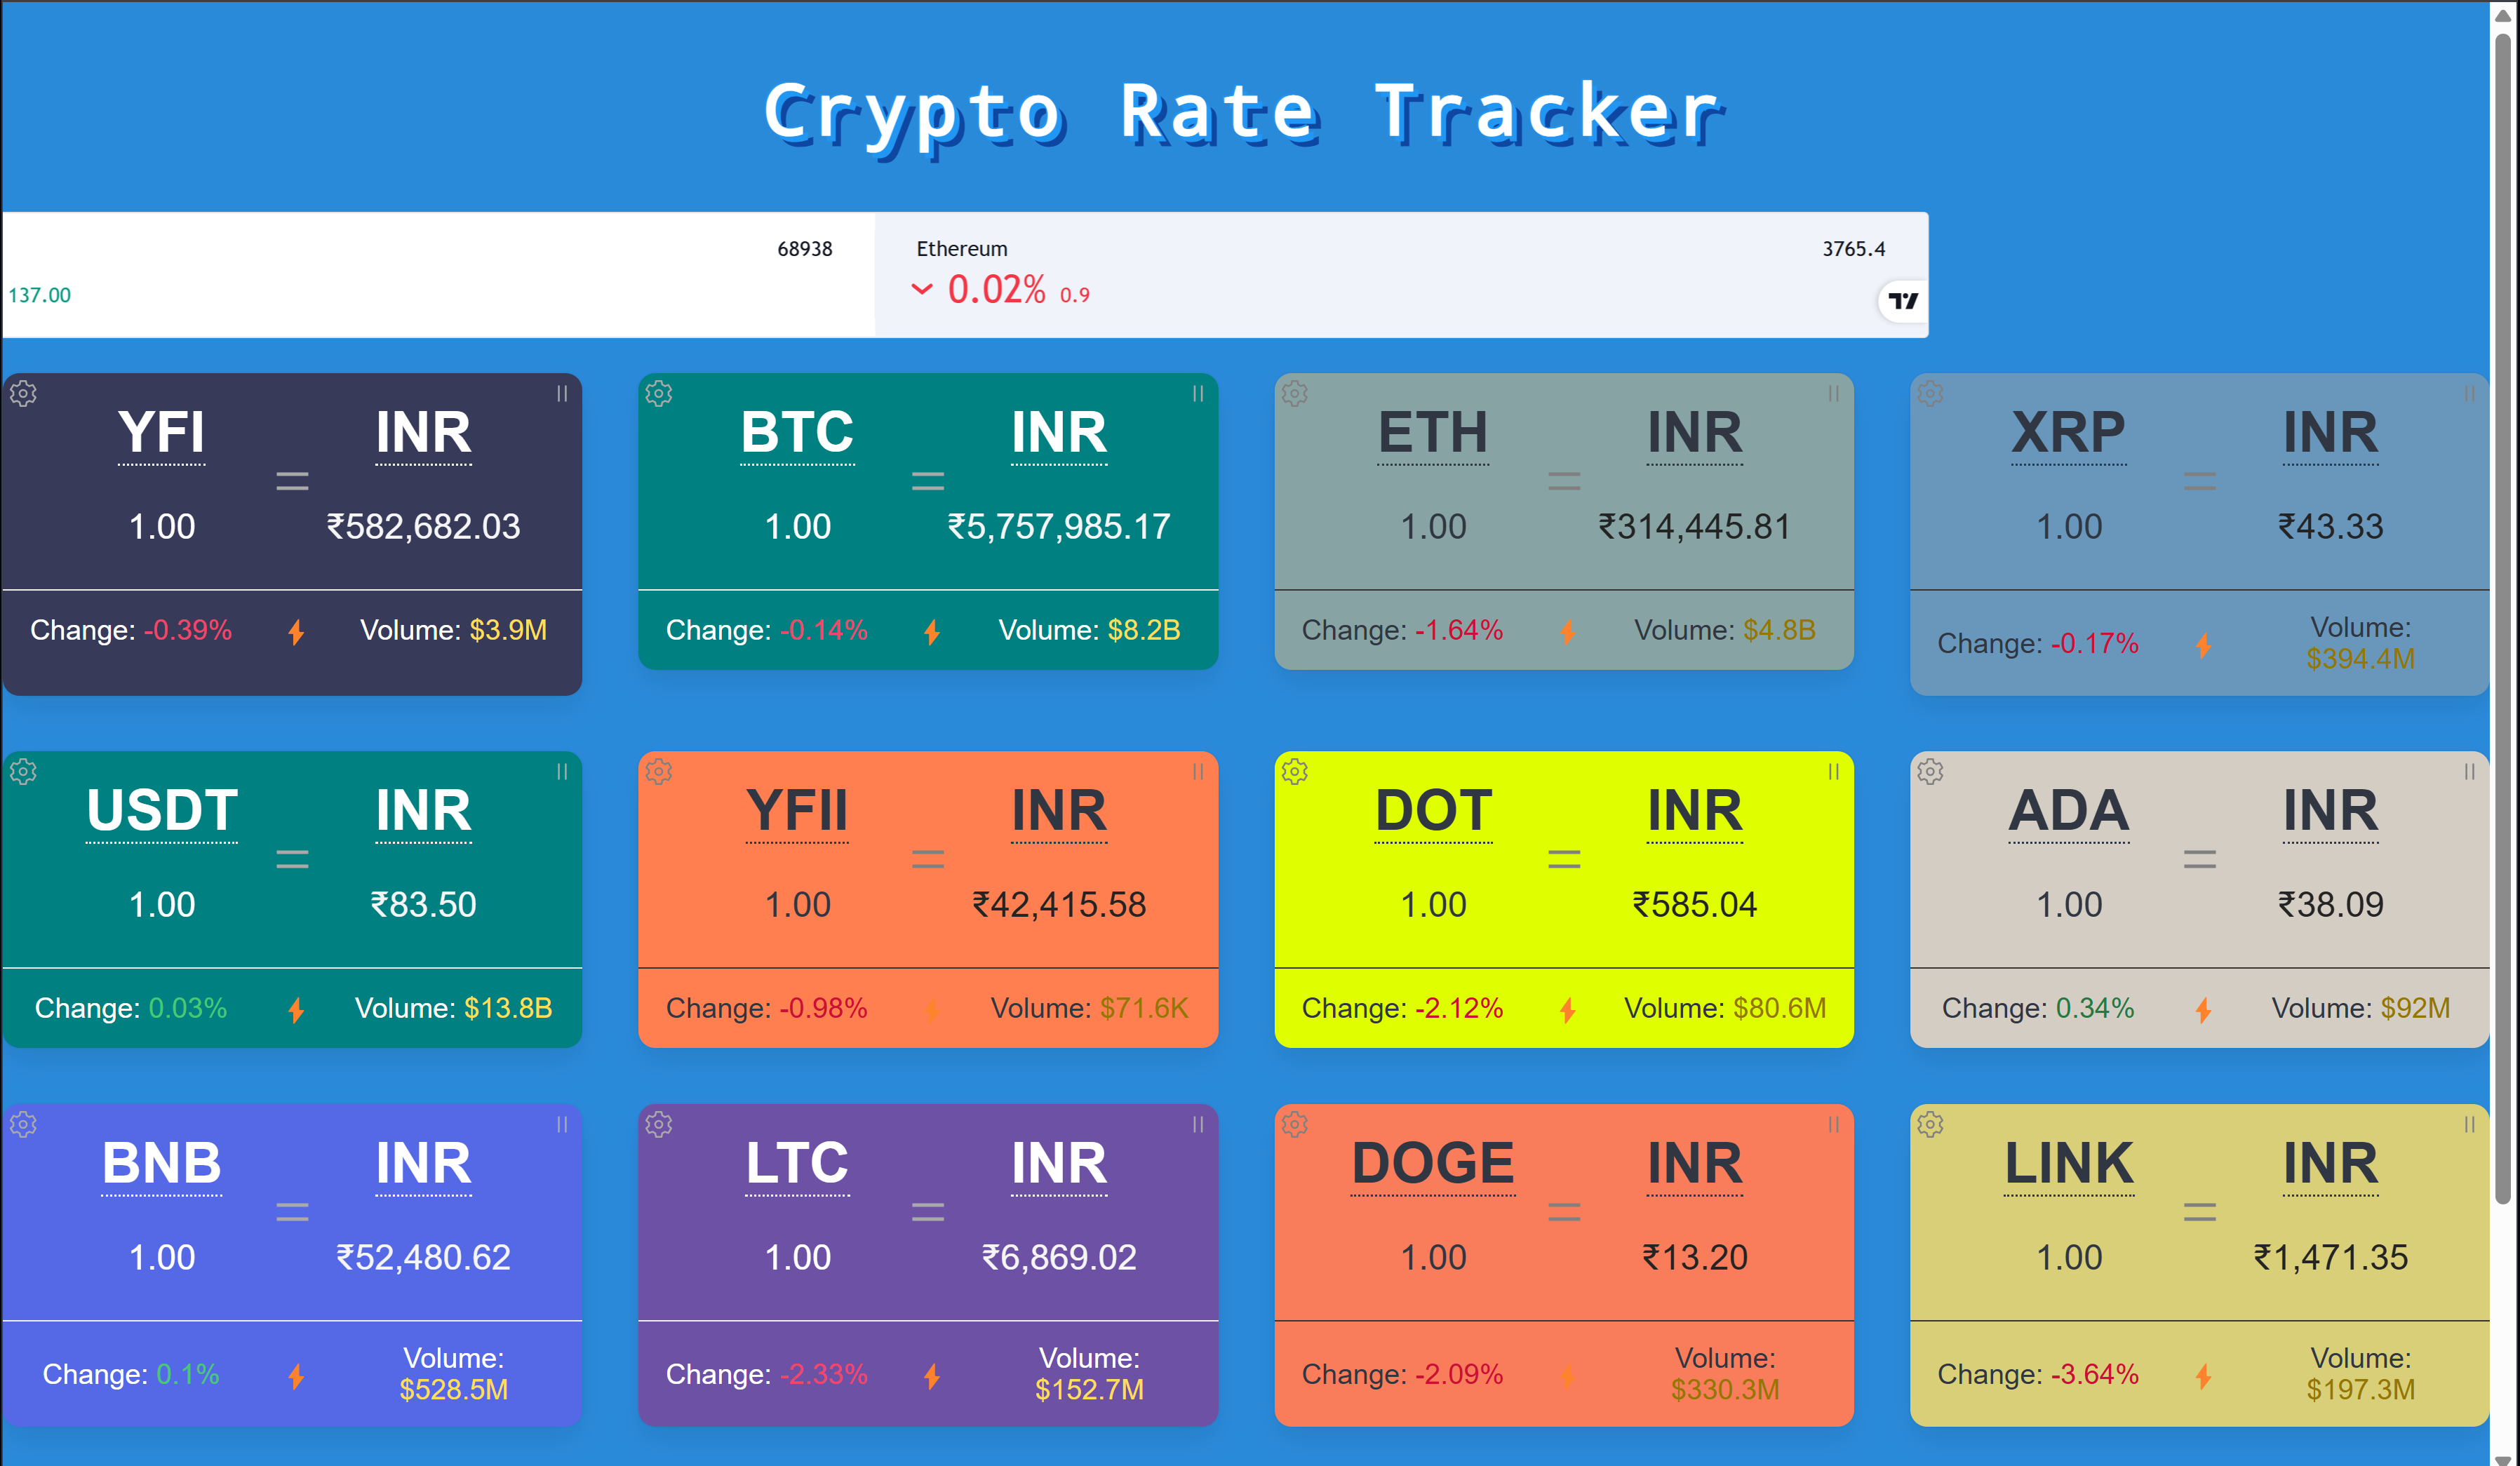 Crypto Rate Tracker
68938
137.00
Ethereum
3765.4
0.02% 0.9
YFI = INR
1.00 ₹582,682.03
Change: -0.39% Volume: $3.9M
BTC = INR
1.00 ₹5,757,985.17
Change: -0.14% Volume: $8.2B
ETH = INR
1.00 ₹314,445.81
Change: -1.64% Volume: $4.8B
XRP = INR
1.00 ₹43.33
Change: -0.17% Volume:
$394.4M
USDT = INR
1.00 ₹83.50
Change: 0.03% Volume: $13.8B
YFII = INR
1.00 ₹42,415.58
Change: -0.98% Volume: $71.6K
DOT = INR
1.00 ₹585.04
Change: -2.12% Volume: $80.6M
ADA = INR
1.00 ₹38.09
Change: 0.34% Volume: $92M
BNB = INR
1.00 ₹52,480.62
Change: 0.1% Volume:
$528.5M
LTC = INR
1.00 ₹6,869.02
Change: -2.33% Volume:
$152.7M
DOGE = INR
1.00 ₹13.20
Change: -2.09% Volume:
$330.3M
LINK = INR
1.00 ₹1,471.35
Change: -3.64% Volume:
$197.3M